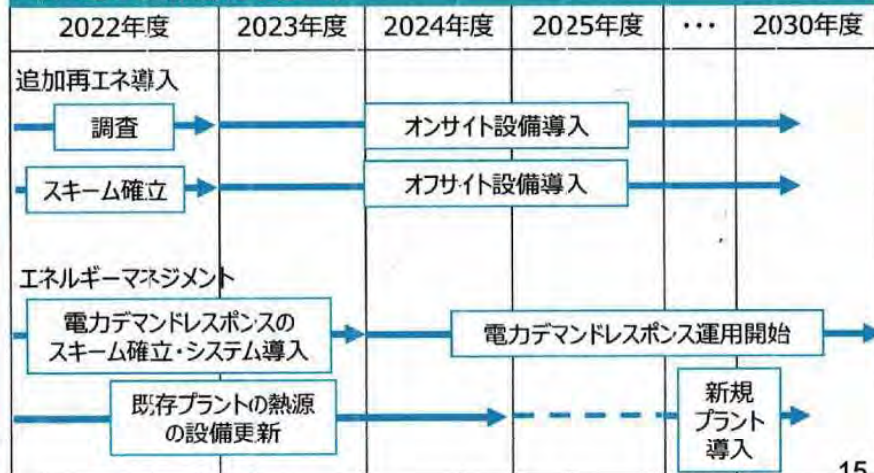 2022年度 2023年度 2024年度 2025年度 ・・・ 2030年度
追加再エネ導入
調査 オンサイト設備導入
スキーム確立 オフサイト設備導入
エネルギーマネジメント
電力デマンドレスポンスの
スキーム確立・システム導入
電力デマンドレスポンス運用開始
既存プラントの熱源
の設備更新
新規
プラント
導入
15